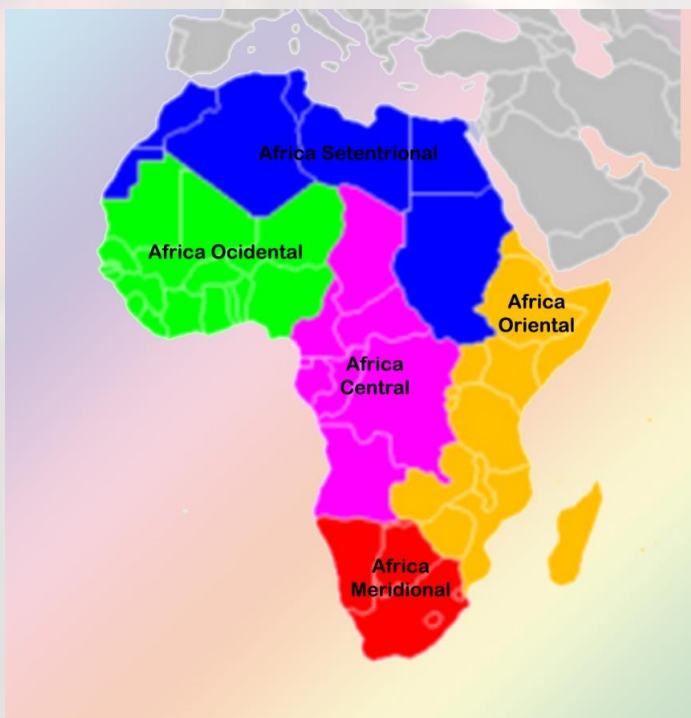 Africa Setentrional
Africa Ocidental
Africa
Oriental
Africa
Central
Africa
Meridional